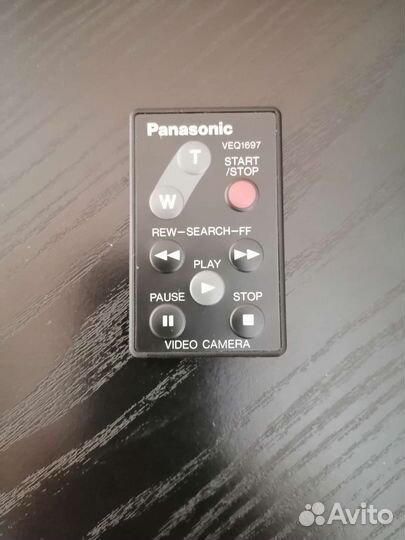 Panasonic
VEQ1697
T
START
/STOP
W
REW-SEARCH-FF
PLAY
PAUSE STOP
VIDEO CAMERA
Avito